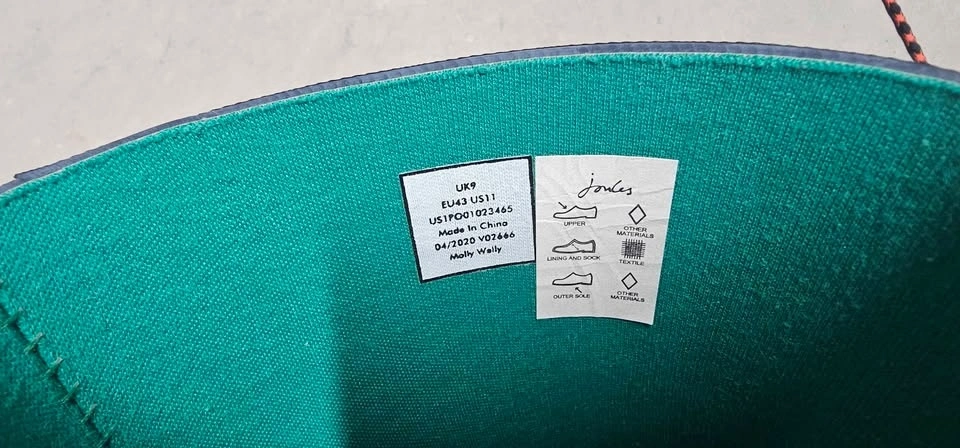 UK9
EU43 US11
US1PO01023465
Made In China
04/2020 V02666
Molly Welly
joules
UPPER
OTHER
MATERIALS
LINING AND SOCK
TEXTILE
OUTER SOLE
OTHER
MATERIALS